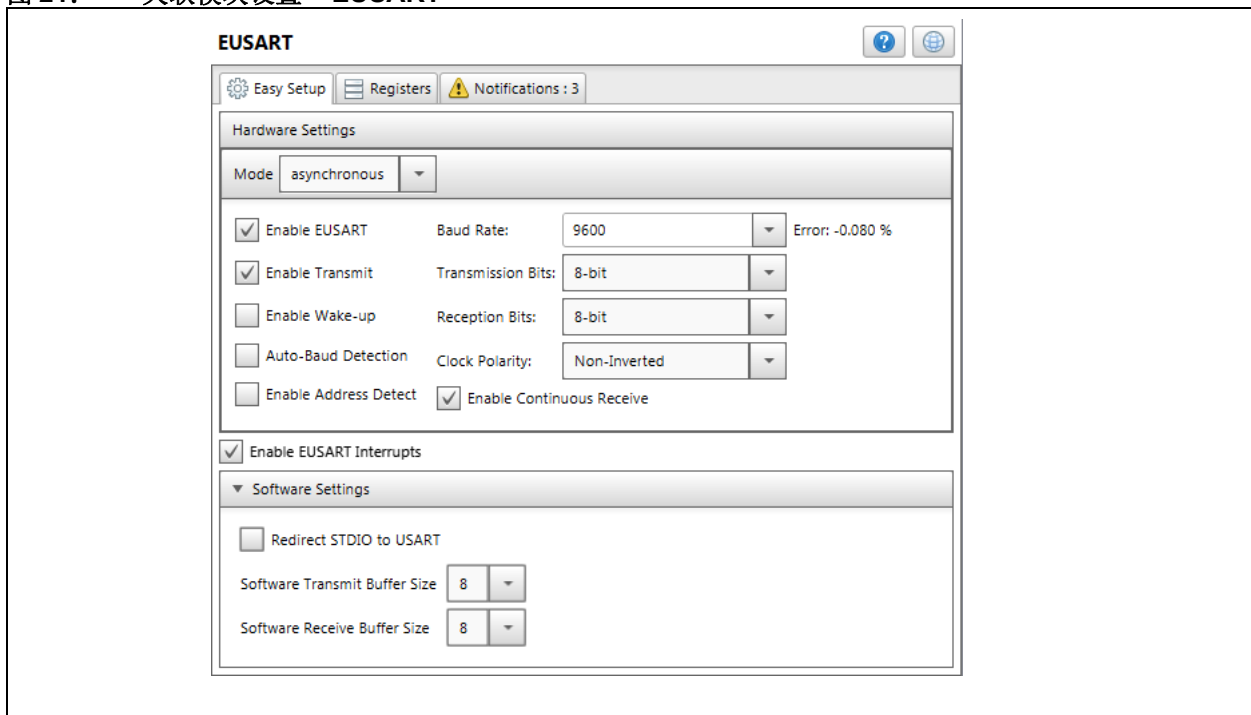 EUSART
Easy Setup
Registers
Notifications : 3
Hardware Settings
Mode asynchronous
Enable EUSART Baud Rate: 9600 Error: -0.080 %
Enable Transmit Transmission Bits: 8-bit
Enable Wake-up Reception Bits: 8-bit
Auto-Baud Detection Clock Polarity: Non-Inverted
Enable Address Detect Enable Continuous Receive
Enable EUSART Interrupts
Software Settings
Redirect STDIO to USART
Software Transmit Buffer Size 8
Software Receive Buffer Size 8